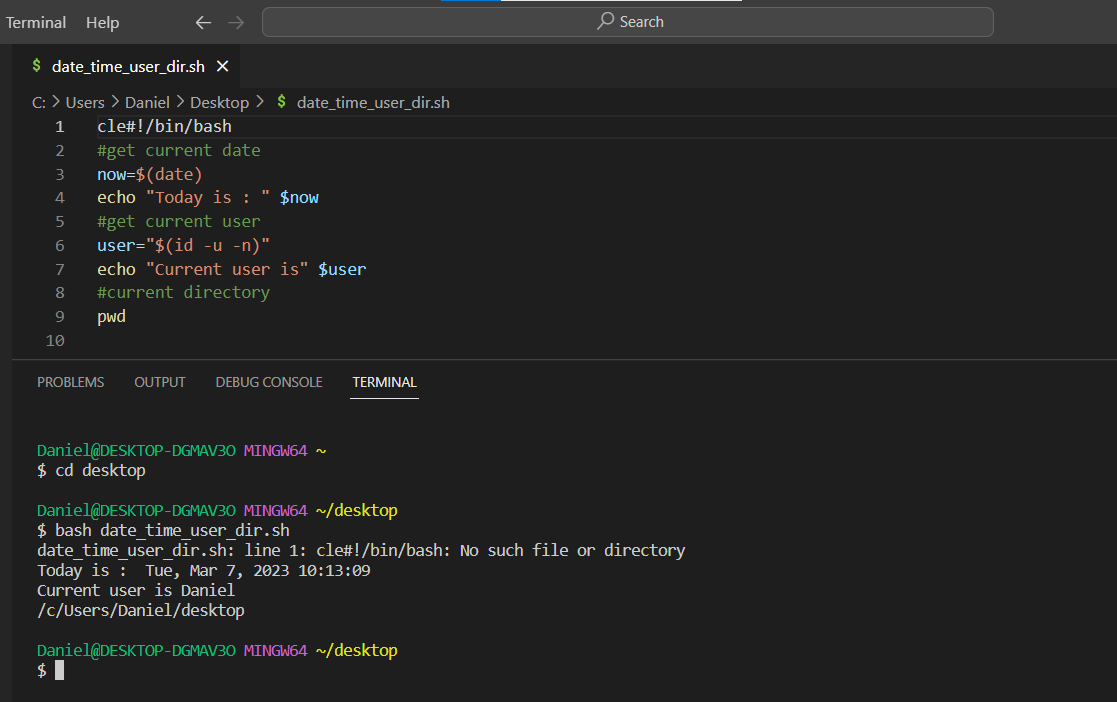 Terminal Help Search
$ date_time_user_dir.sh
C: > Users > Daniel > Desktop > $ date_time_user_dir.sh
1 cle#!/bin/bash
2 #get current date
3 now=$(date)
4 echo "Today is : " $now
5 #get current user
6 user="$(id -u -n)"
7 echo "Current user is" $user
8 #current directory
9 pwd
10
PROBLEMS OUTPUT DEBUG CONSOLE TERMINAL
Daniel@DESKTOP-DGMAV3O MINGW64 ~
$ cd desktop
Daniel@DESKTOP-DGMAV3O MINGW64 ~/desktop
$ bash date_time_user_dir.sh
date_time_user_dir.sh: line 1: cle#!/bin/bash: No such file or directory
Today is :  Tue, Mar 7, 2023 10:13:09
Current user is Daniel
/c/Users/Daniel/desktop
Daniel@DESKTOP-DGMAV3O MINGW64 ~/desktop
$